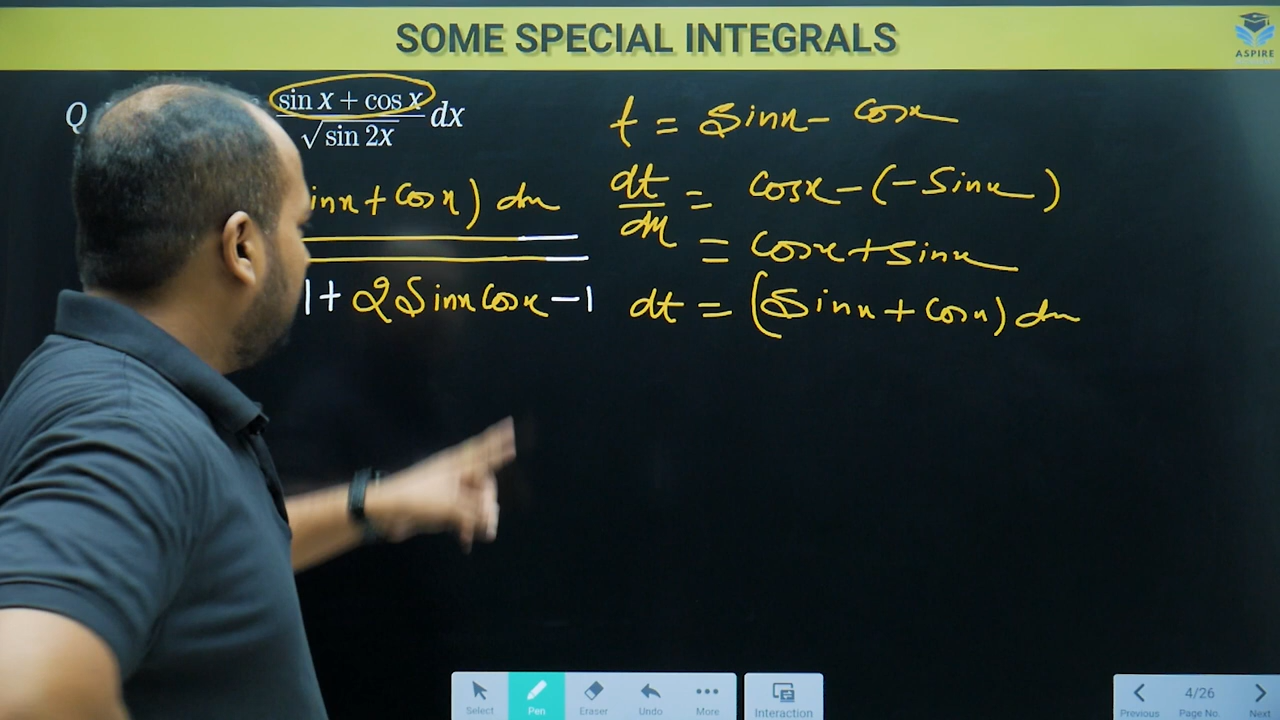 SOME SPECIAL INTEGRALS
ASPIRE
Q
sin x + cos x
√sin 2x
dx
t = Sinx - cosx
inx + cosx) dx
dt/dx = cosx - (-Sinx)
= cosx + sinx
1 + 2 Sinx cosx - 1
dt = (Sinx + cosx) dx
Select
Pen
Eraser
Undo
More
Interaction
Previous
4/26
Page No.
Next